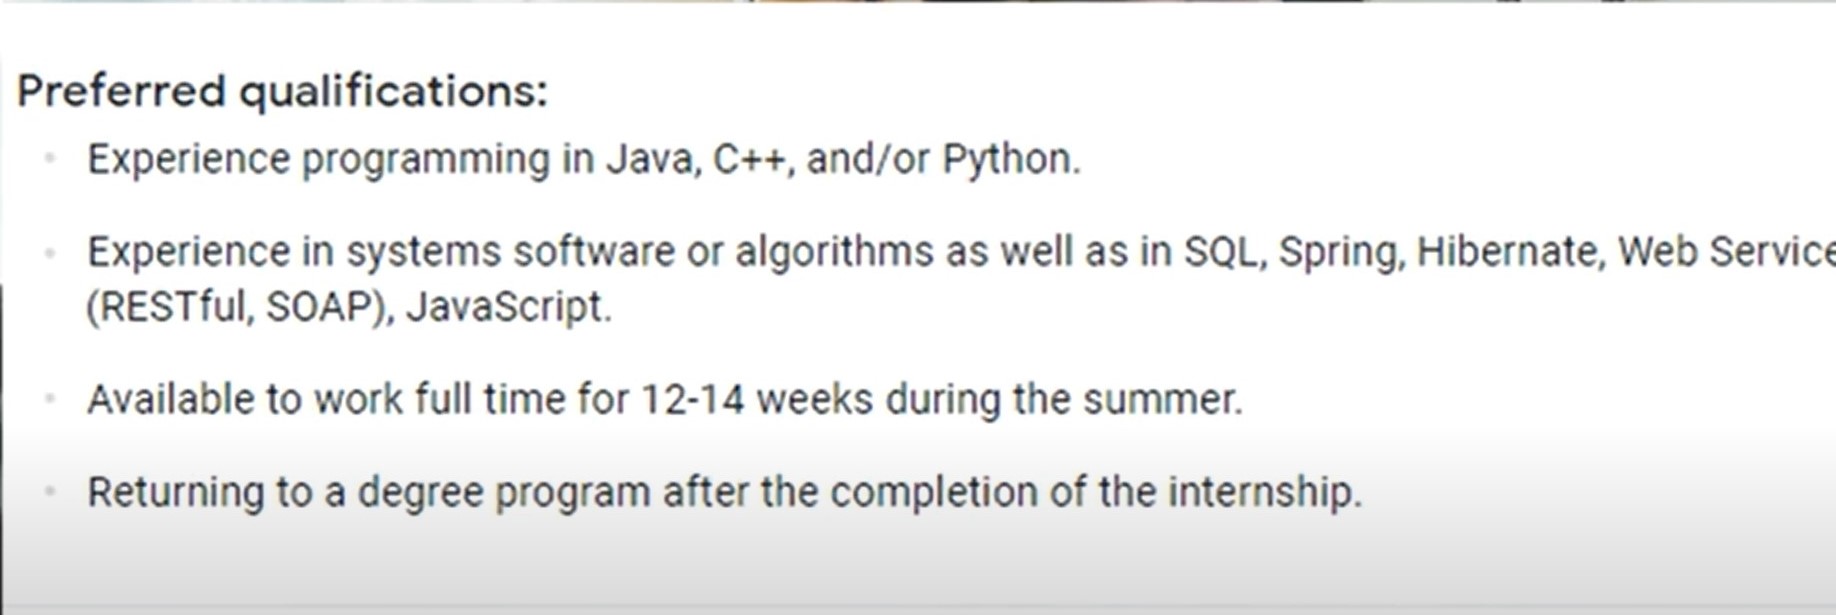 Preferred qualifications:
Experience programming in Java, C++, and/or Python.
Experience in systems software or algorithms as well as in SQL, Spring, Hibernate, Web Service
(RESTful, SOAP), JavaScript.
Available to work full time for 12-14 weeks during the summer.
Returning to a degree program after the completion of the internship.